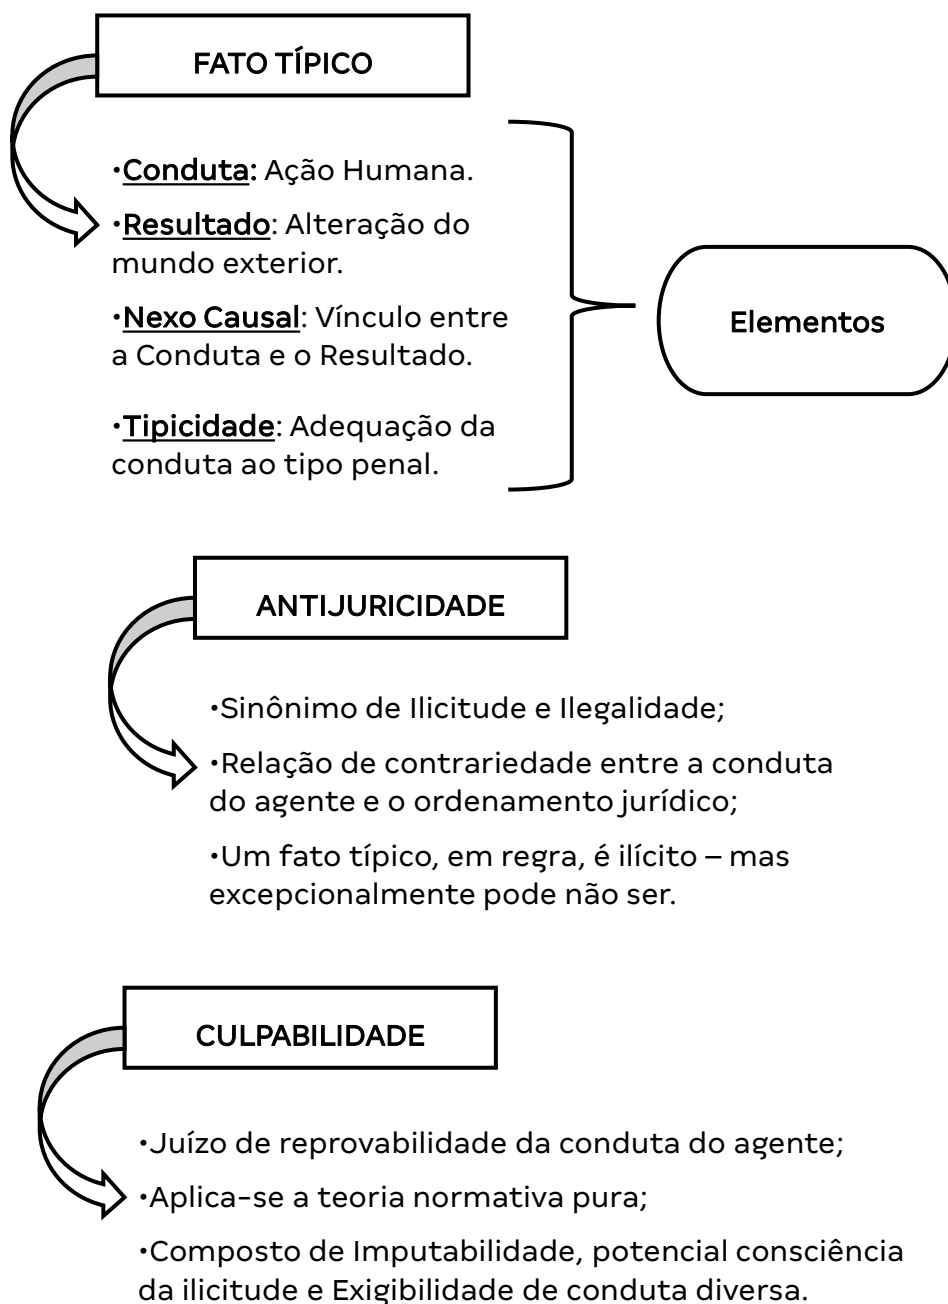 FATO TÍPICO
•Conduta: Ação Humana.
•Resultado: Alteração do
mundo exterior.
•Nexo Causal: Vínculo entre
a Conduta e o Resultado.
•Tipicidade: Adequação da
conduta ao tipo penal.
Elementos
ANTIJURICIDADE
•Sinônimo de Ilicitude e Ilegalidade;
•Relação de contrariedade entre a conduta
do agente e o ordenamento jurídico;
•Um fato típico, em regra, é ilícito – mas
excepcionalmente pode não ser.
CULPABILIDADE
•Juízo de reprovabilidade da conduta do agente;
•Aplica-se a teoria normativa pura;
•Composto de Imputabilidade, potencial consciência
da ilicitude e Exigibilidade de conduta diversa.